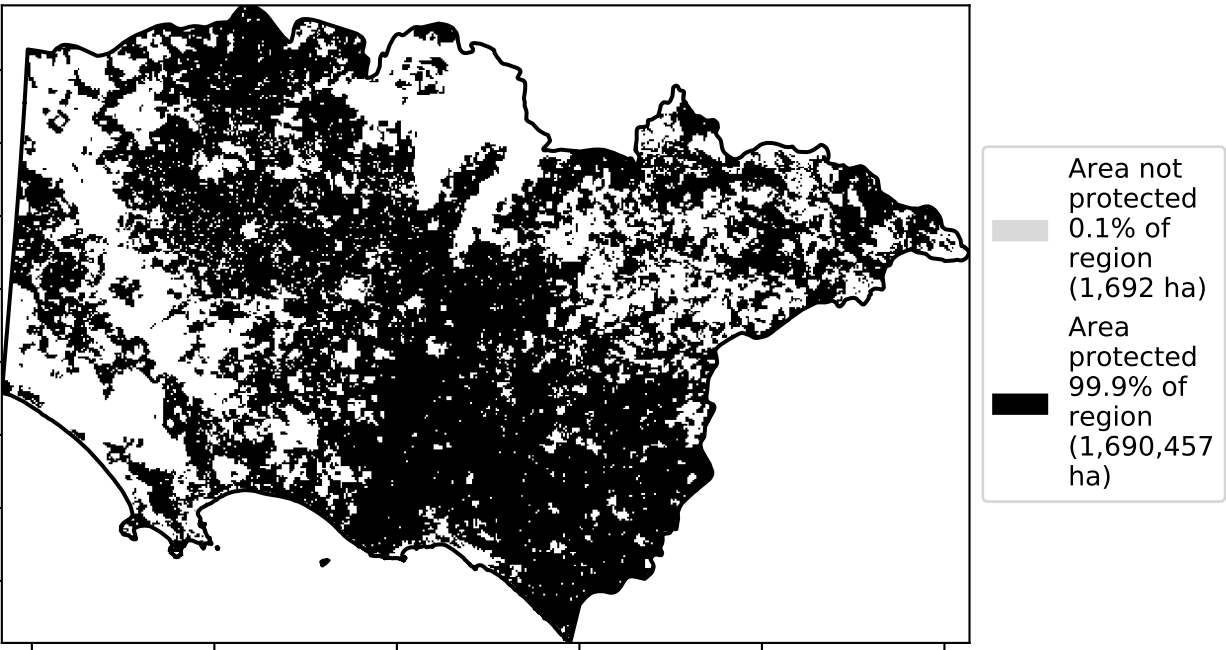 Area not
protected
0.1% of
region
(1,692 ha)
Area
protected
99.9% of
region
(1,690,457
ha)